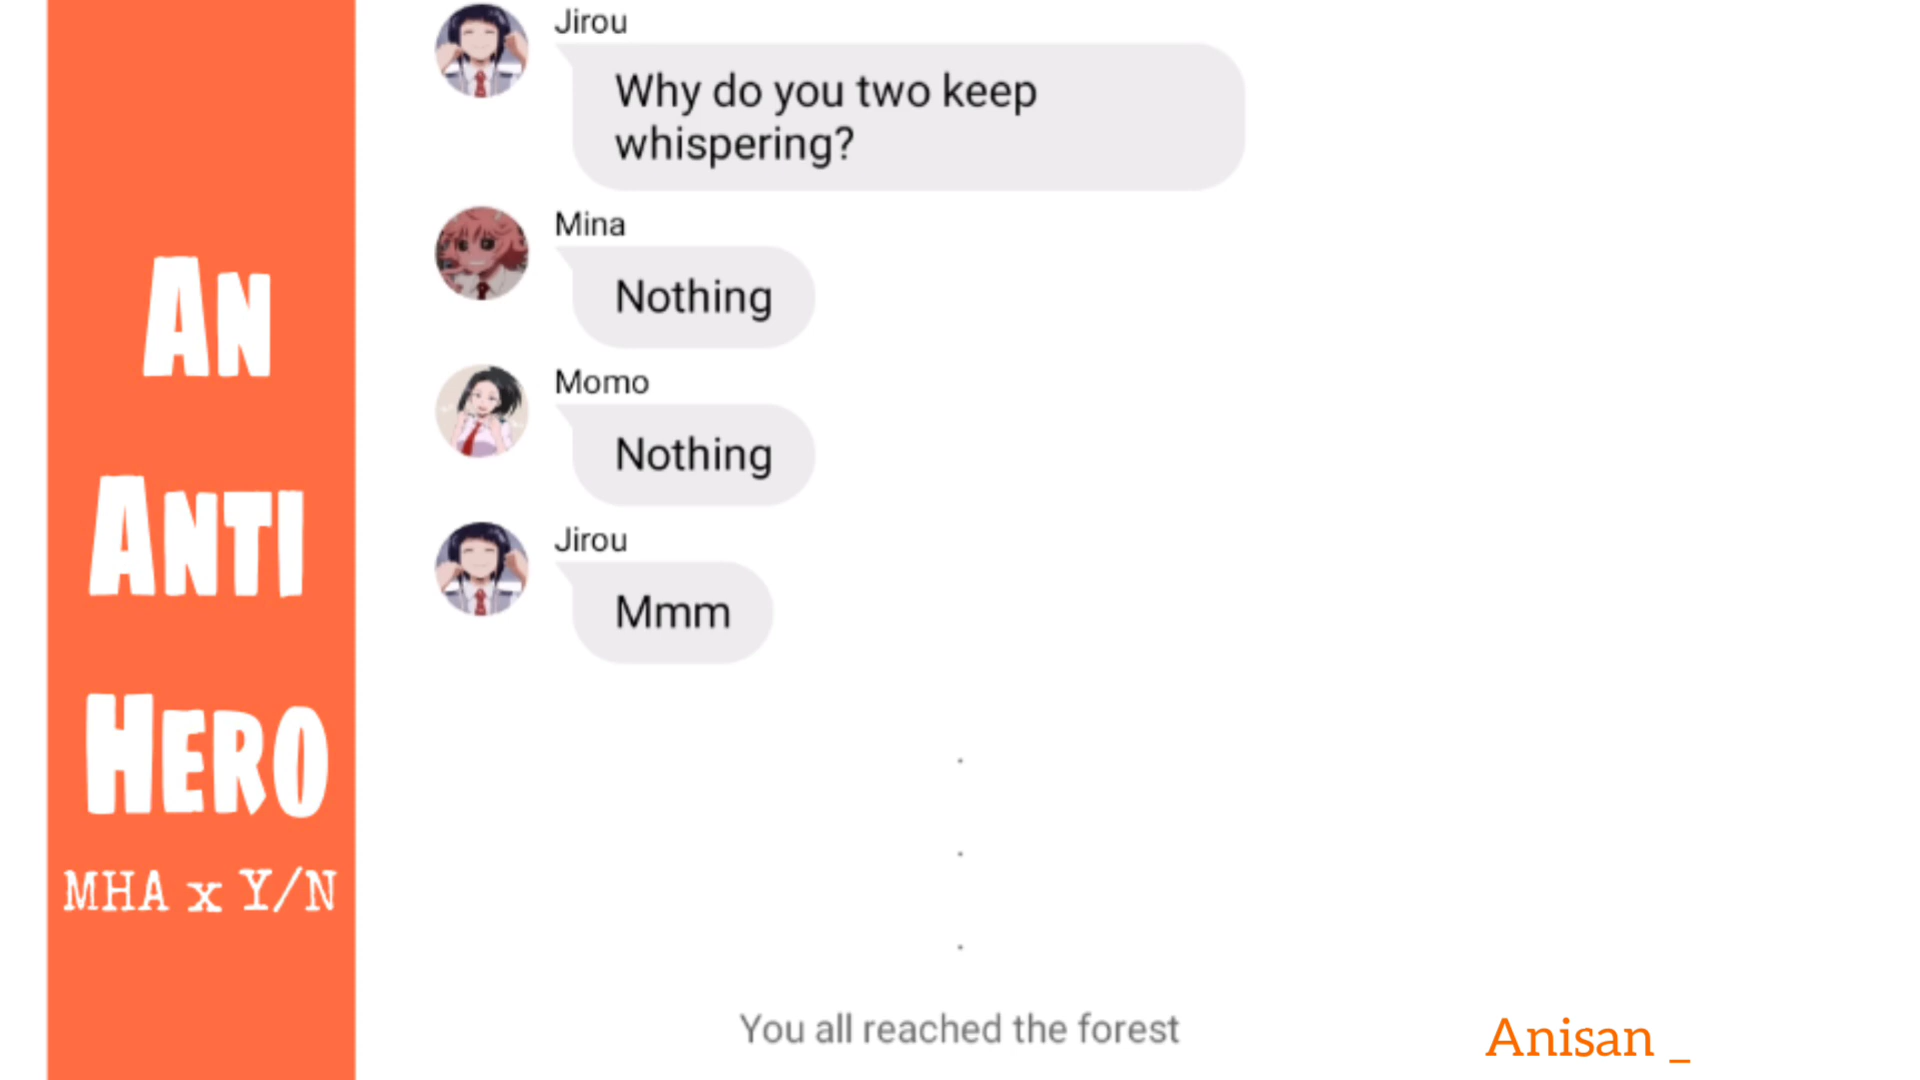 An
Anti
Hero
MHA x Y/N
Jirou
Why do you two keep
whispering?
Mina
Nothing
Momo
Nothing
Jirou
Mmm
.
.
.
You all reached the forest
Anisan _